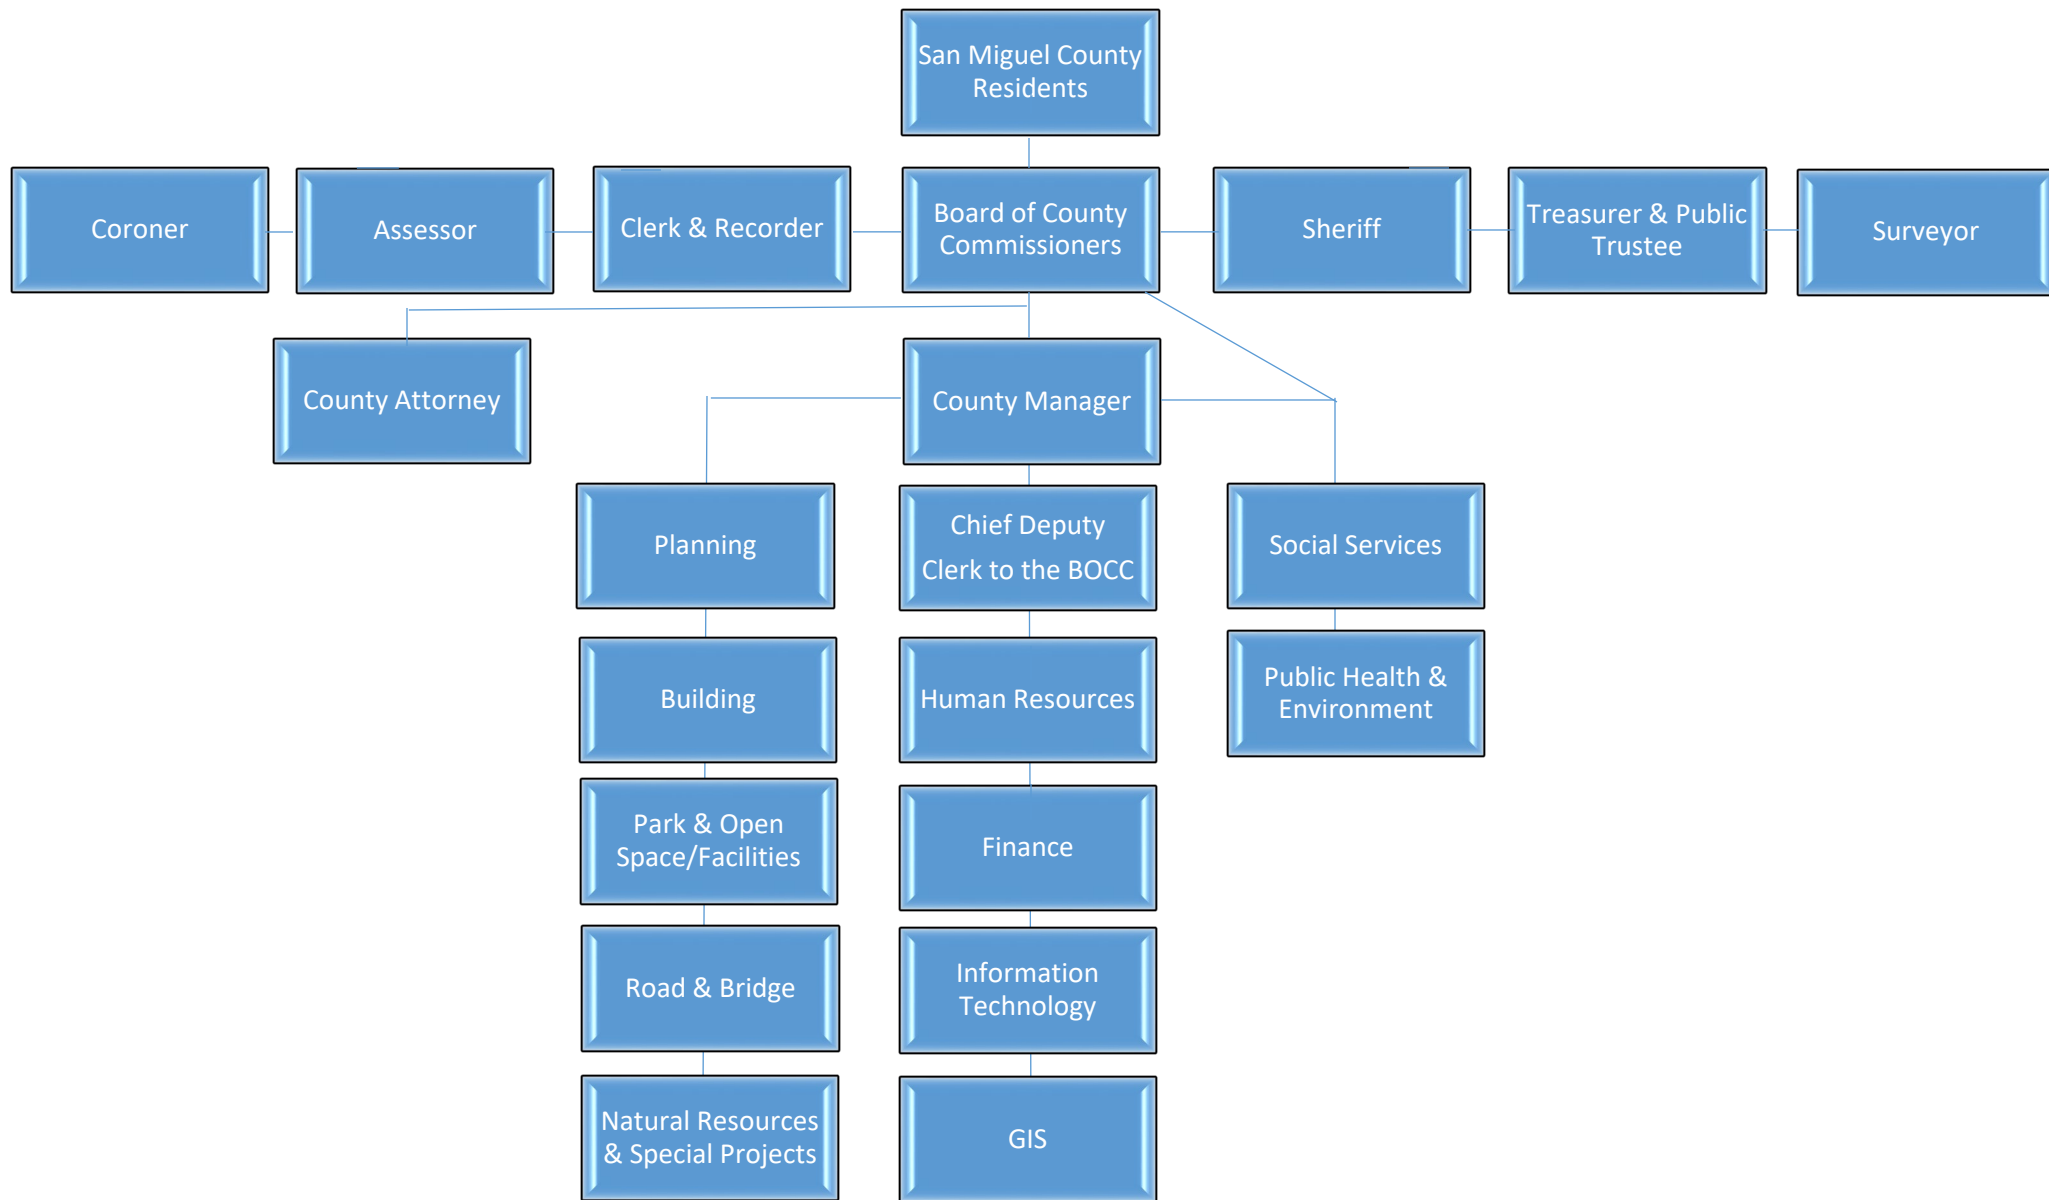 San Miguel County
Residents
Coroner
Assessor
Clerk & Recorder
Board of County
Commissioners
Sheriff
Treasurer & Public
Trustee
Surveyor
County Attorney
County Manager
Planning
Chief Deputy
Clerk to the BOCC
Social Services
Building
Human Resources
Public Health &
Environment
Park & Open
Space/Facilities
Finance
Road & Bridge
Information
Technology
Natural Resources
& Special Projects
GIS